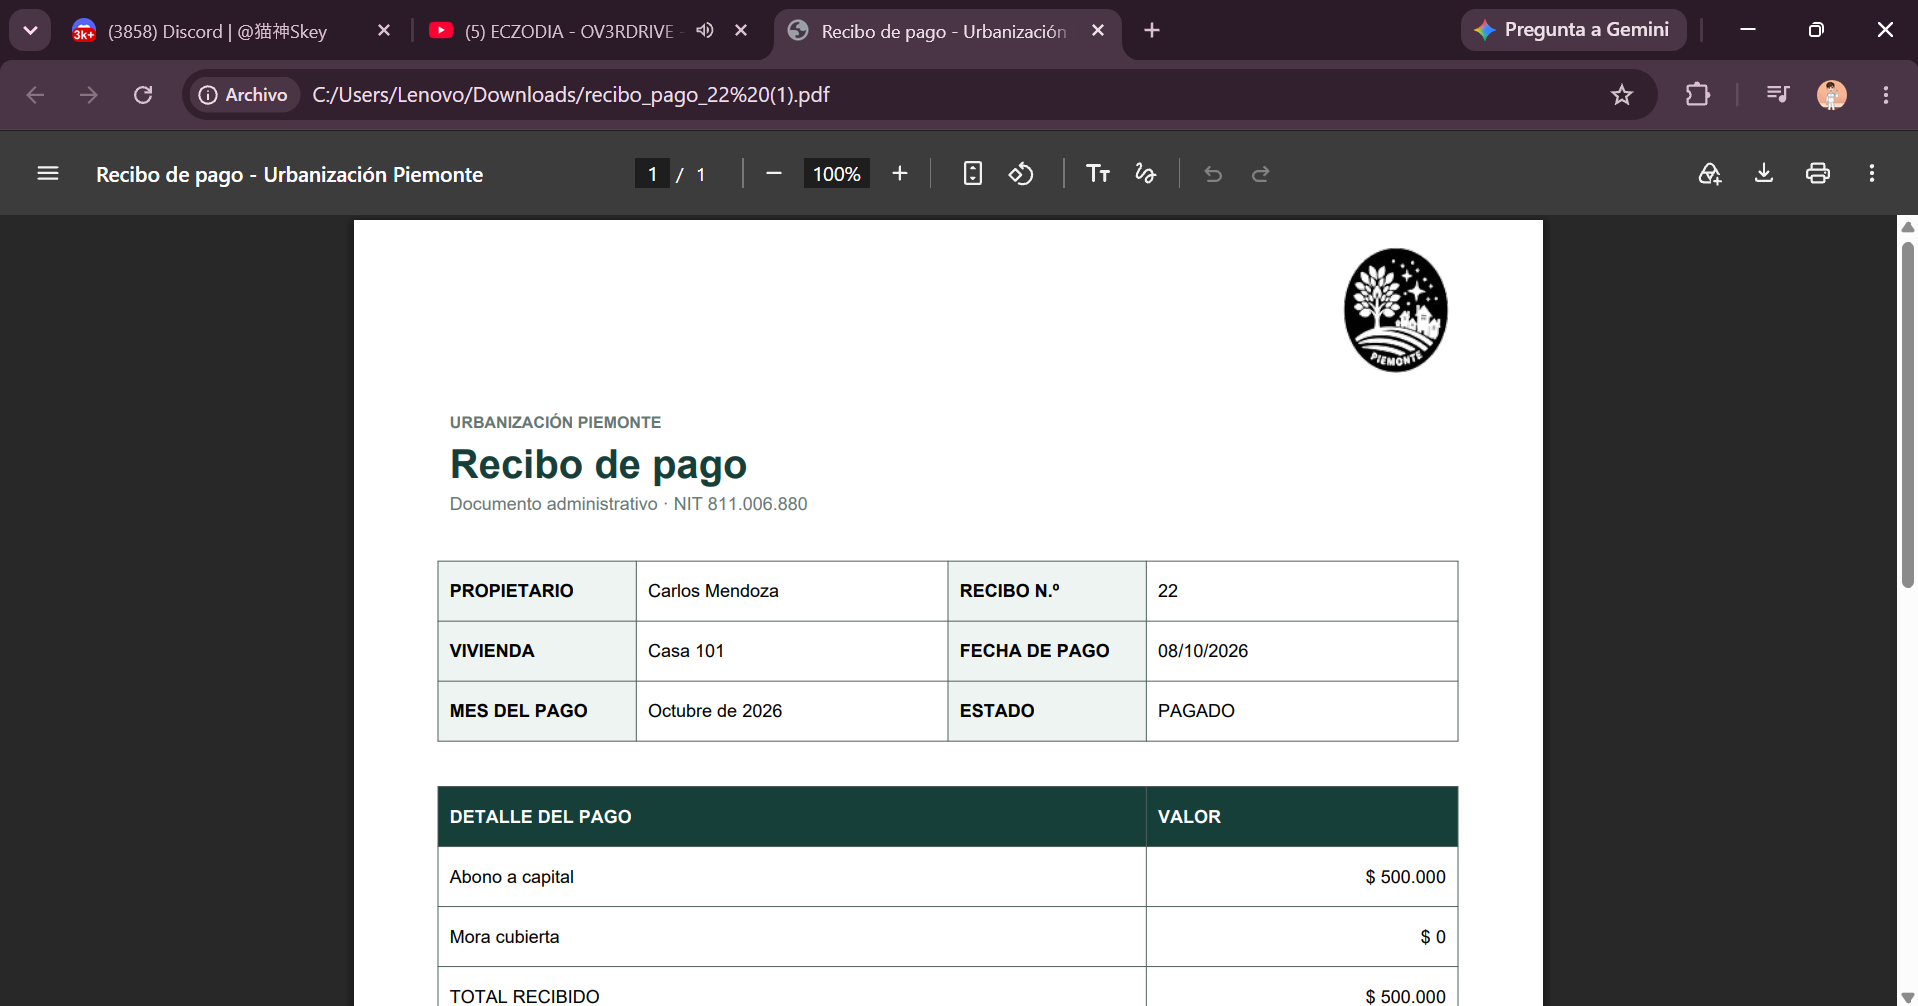 (3858) Discord | @猫神Skey
(5) ECZODIA - OV3RDRIVE -
Recibo de pago - Urbanización
Pregunta a Gemini
Archivo
C:/Users/Lenovo/Downloads/recibo_pago_22%20(1).pdf
3k+
Recibo de pago - Urbanización Piemonte
1 / 1
100%
PIEMONTE
URBANIZACIÓN PIEMONTE
Recibo de pago
Documento administrativo · NIT 811.006.880
PROPIETARIO Carlos Mendoza RECIBO N.º 22
VIVIENDA Casa 101 FECHA DE PAGO 08/10/2026
MES DEL PAGO Octubre de 2026 ESTADO PAGADO
DETALLE DEL PAGO VALOR
Abono a capital $ 500.000
Mora cubierta $ 0
TOTAL RECIBIDO $ 500.000